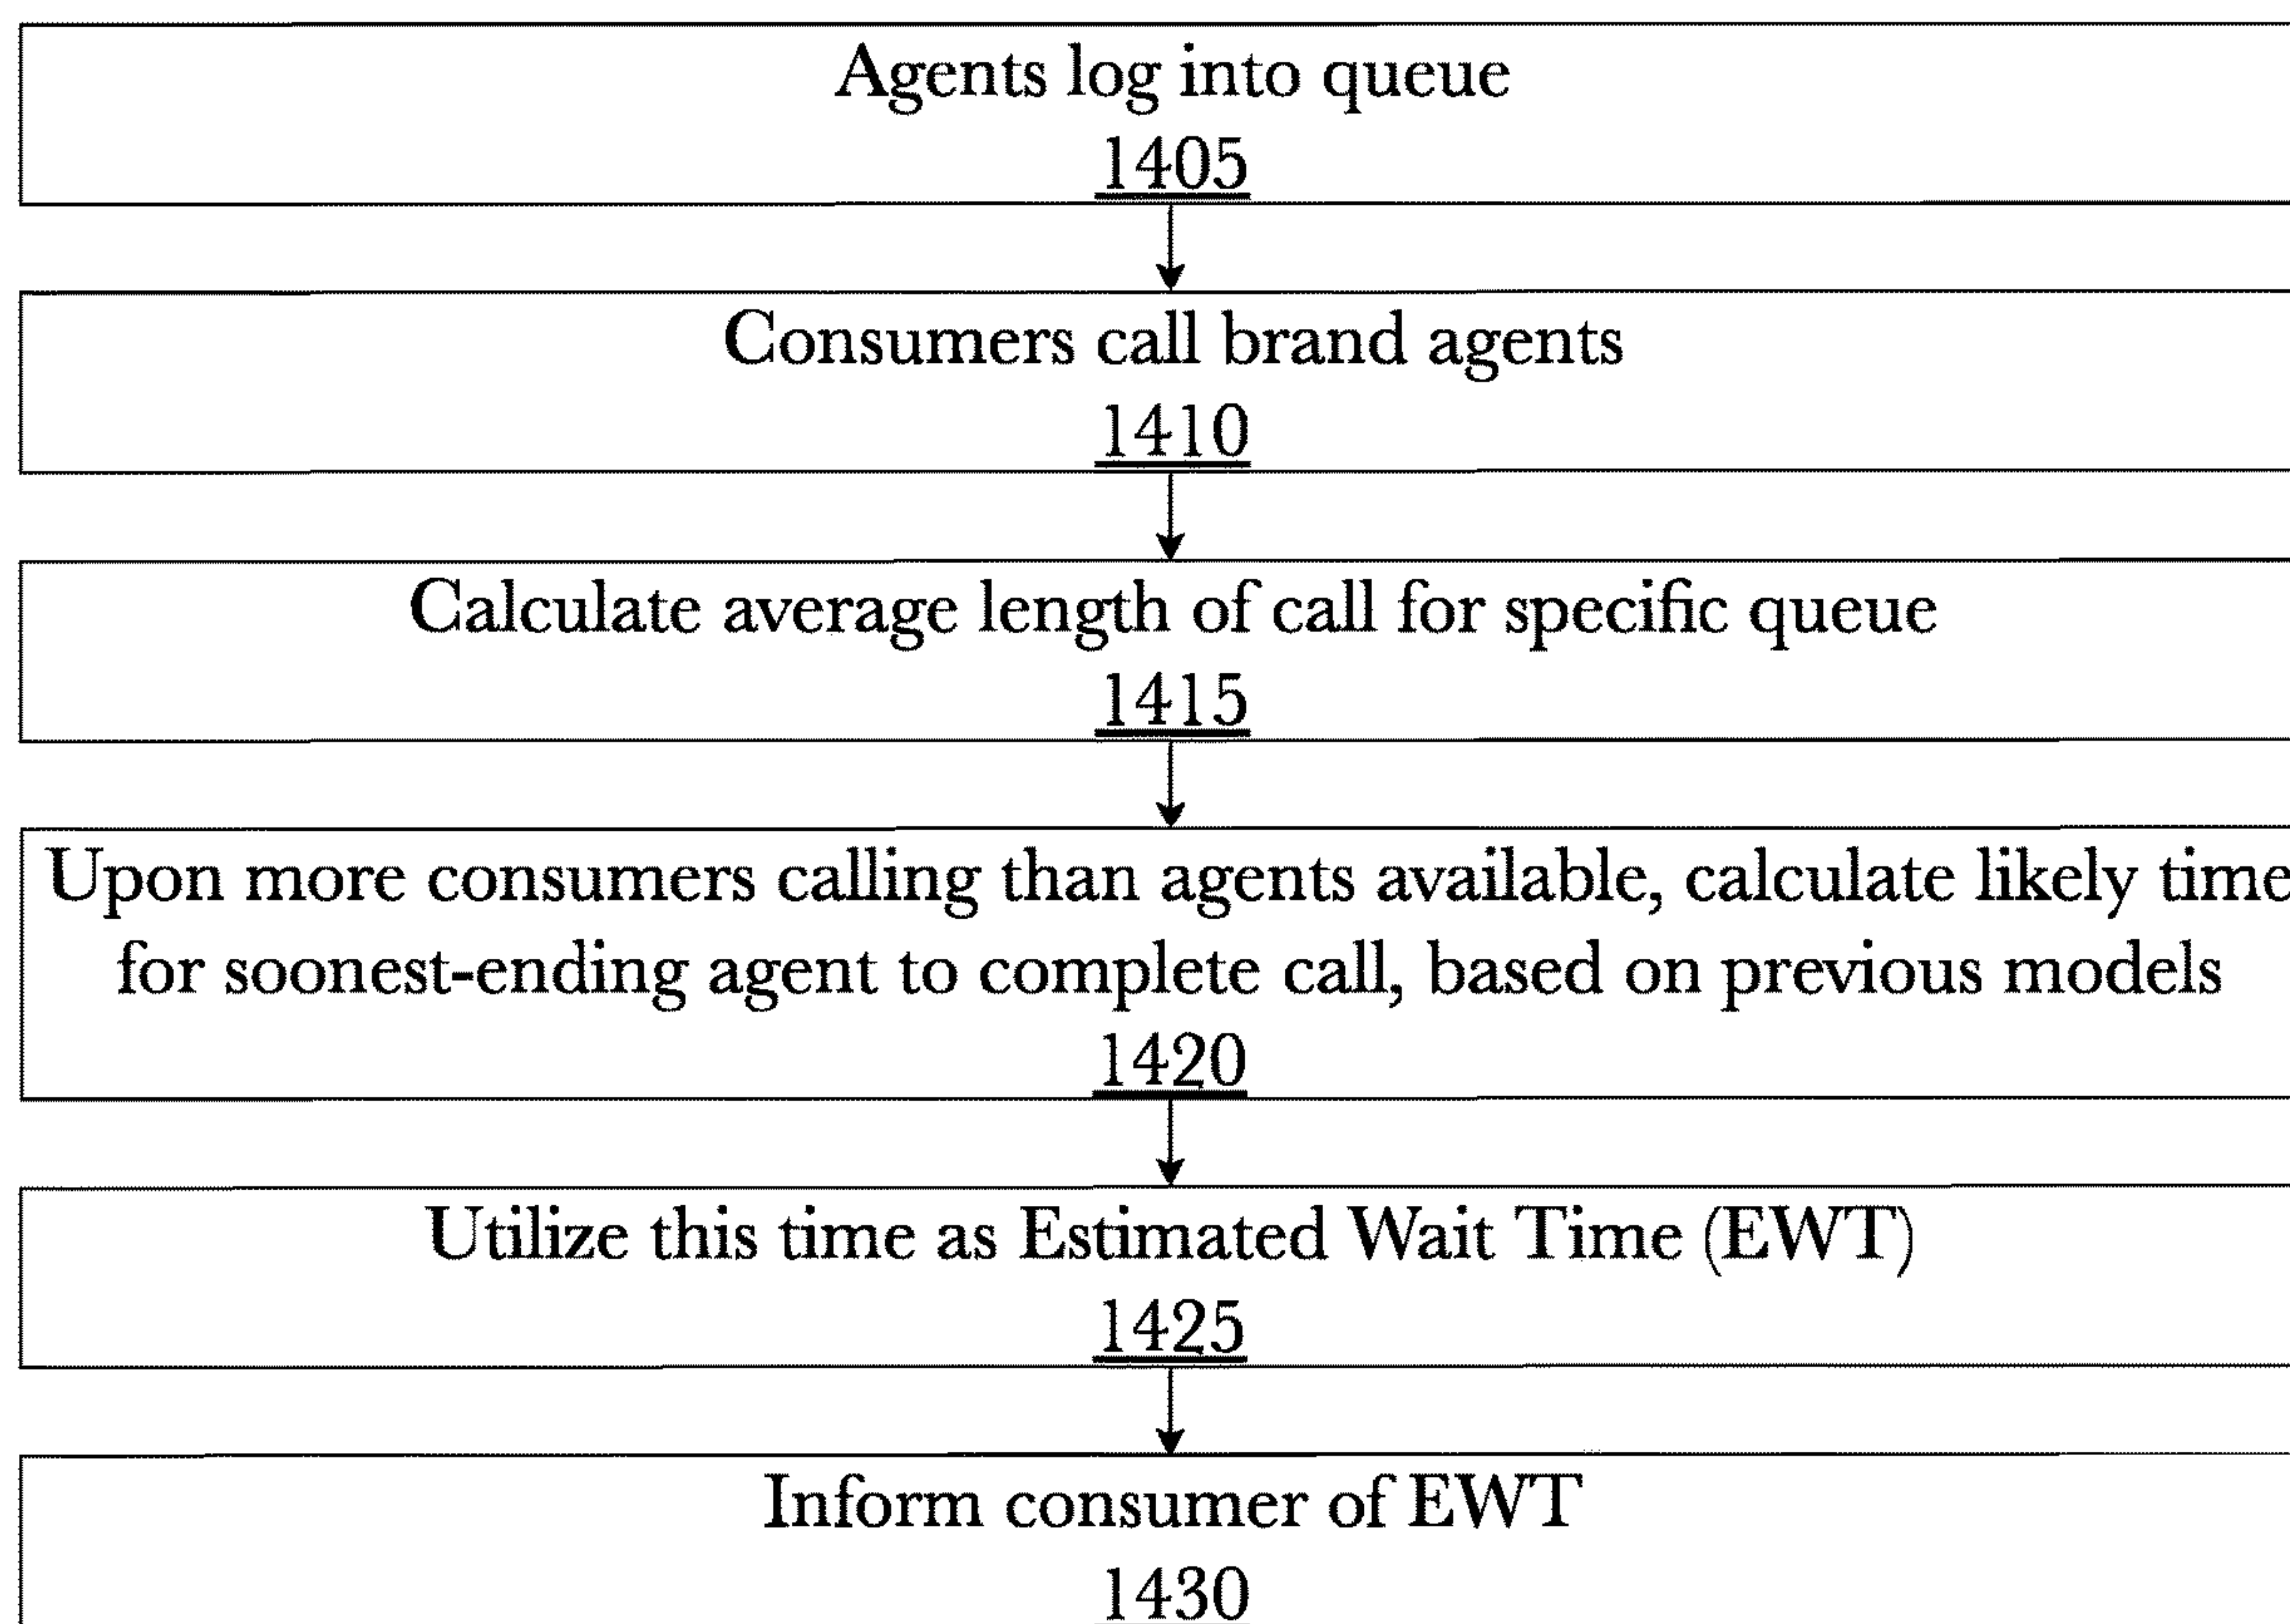 Agents log into queue
1405
Consumers call brand agents
1410
Calculate average length of call for specific queue
1415
Upon more consumers calling than agents available, calculate likely time
for soonest-ending agent to complete call, based on previous models
1420
Utilize this time as Estimated Wait Time (EWT)
1425
Inform consumer of EWT
1430